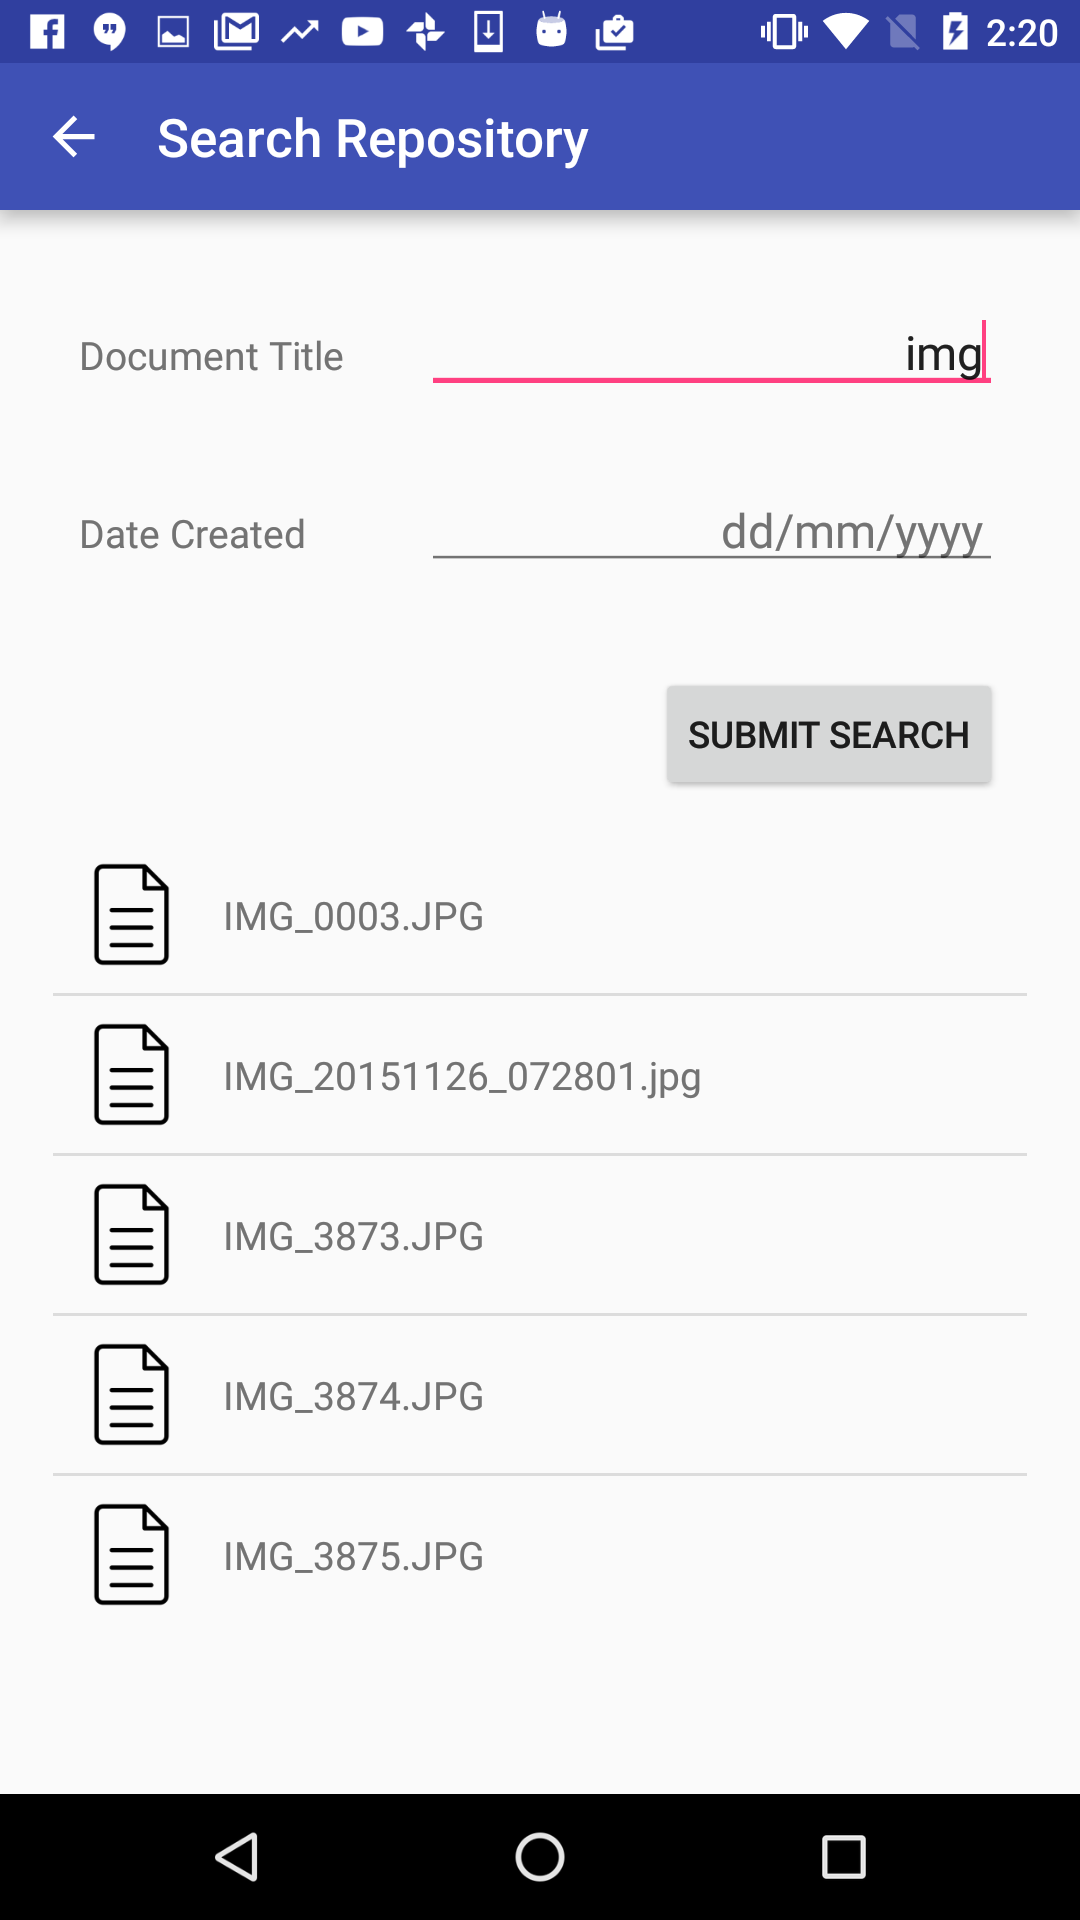 2:20
Search Repository
Document Title img
Date Created dd/mm/yyyy
SUBMIT SEARCH
IMG_0003.JPG
IMG_20151126_072801.jpg
IMG_3873.JPG
IMG_3874.JPG
IMG_3875.JPG